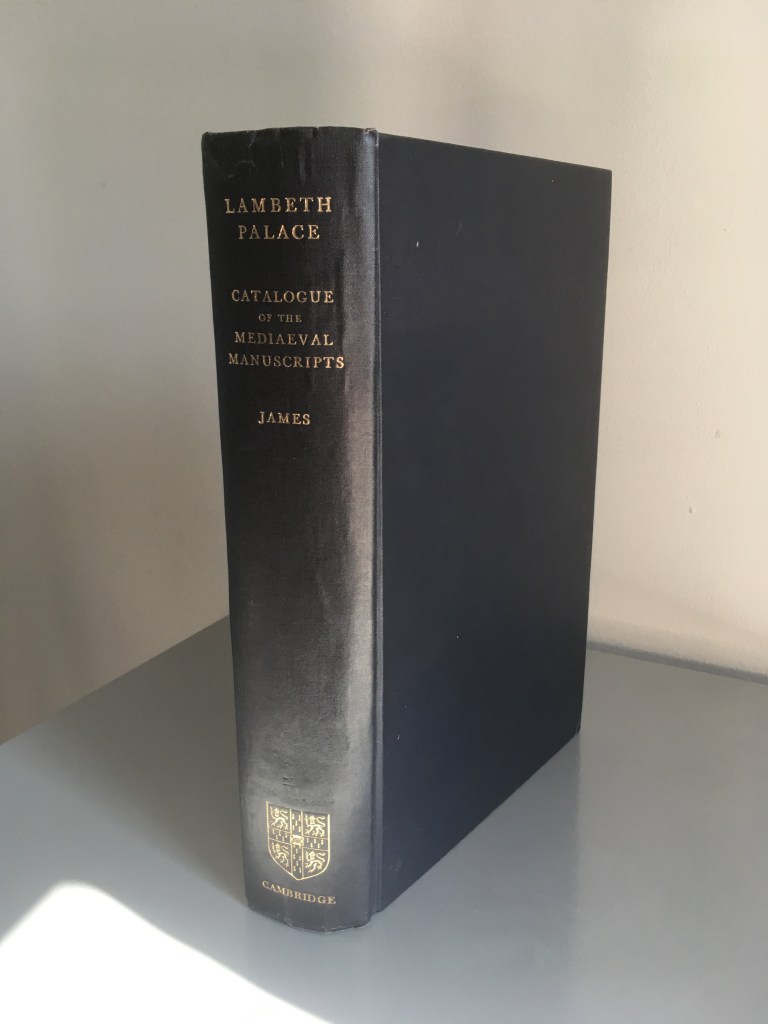 LAMBETH
PALACE
CATALOGUE
OF THE
MEDIAEVAL
MANUSCRIPTS
JAMES
CAMBRIDGE